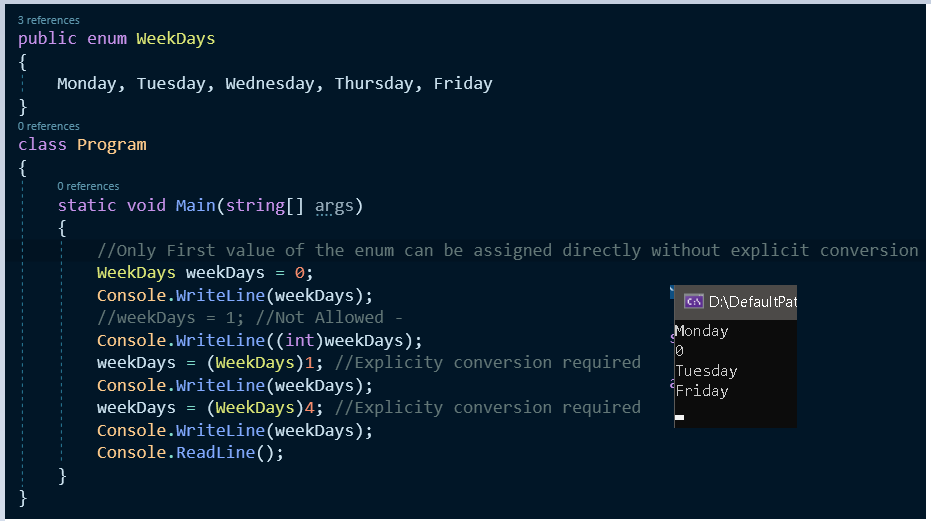 3 references
public enum WeekDays
{
Monday, Tuesday, Wednesday, Thursday, Friday
}
0 references
class Program
{
0 references
static void Main(string[] args)
{
//Only First value of the enum can be assigned directly without explicit conversion
WeekDays weekDays = 0;
Console.WriteLine(weekDays);
//weekDays = 1; //Not Allowed -
Console.WriteLine((int)weekDays);
weekDays = (WeekDays)1; //Explicity conversion required
Console.WriteLine(weekDays);
weekDays = (WeekDays)4; //Explicity conversion required
Console.WriteLine(weekDays);
Console.ReadLine();
}
}
D:\DefaultPat
Monday
0
Tuesday
Friday